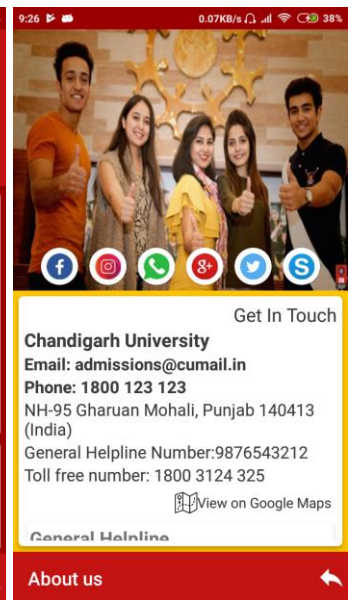 9:26
0.07KB/s
38%
f
8+
S
Get In Touch
Chandigarh University
Email: admissions@cumail.in
Phone: 1800 123 123
NH-95 Gharuan Mohali, Punjab 140413
(India)
General Helpline Number:9876543212
Toll free number: 1800 3124 325
View on Google Maps
General Helpline
About us